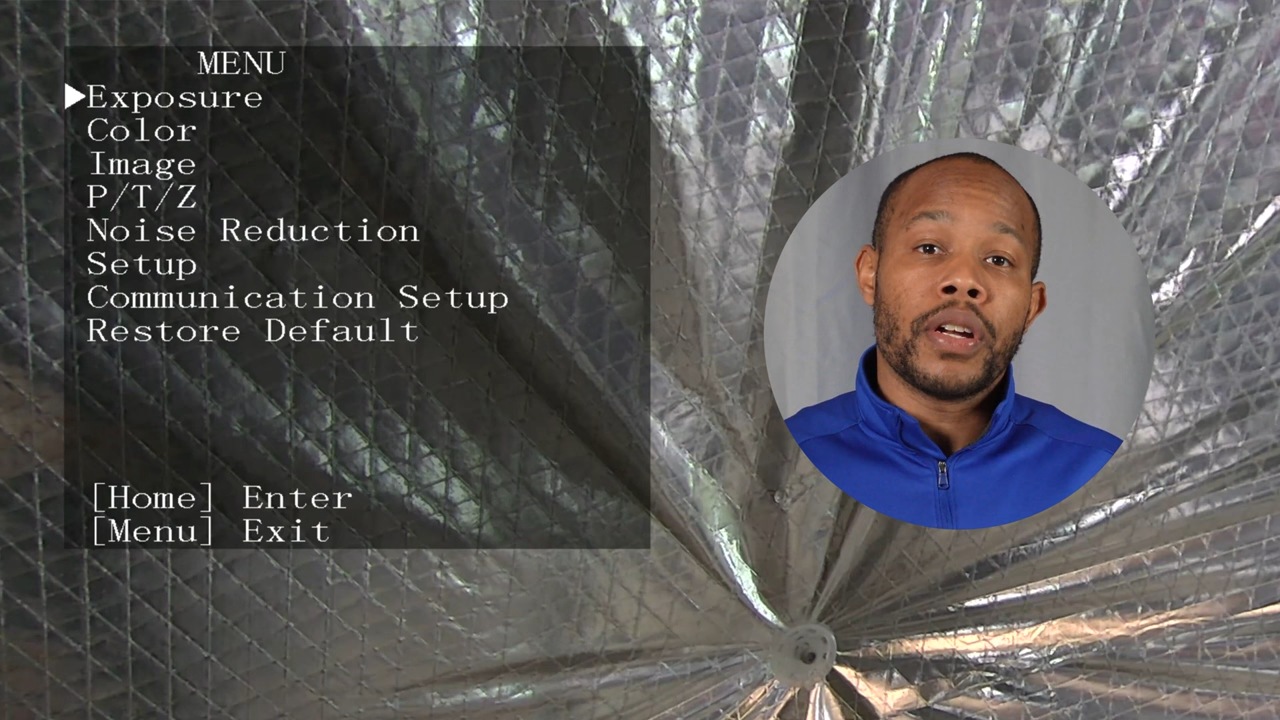 MENU
Exposure
Color
Image
P/T/Z
Noise Reduction
Setup
Communication Setup
Restore Default
[Home] Enter
[Menu] Exit